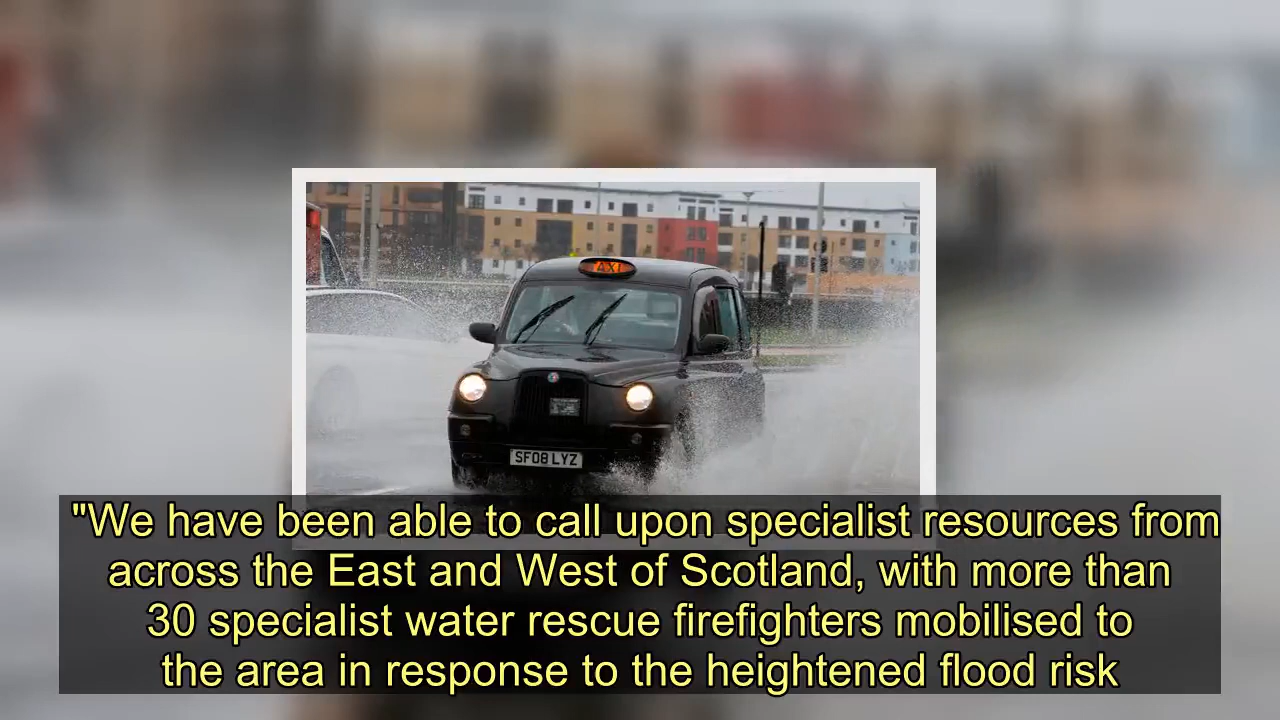 TAXI
SF08 LYZ
"We have been able to call upon specialist resources from
across the East and West of Scotland, with more than
30 specialist water rescue firefighters mobilised to
the area in response to the heightened flood risk